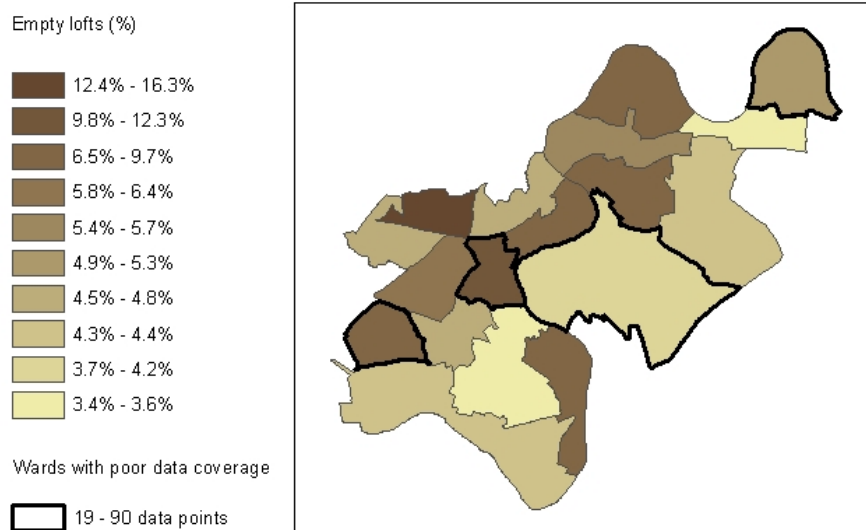 Empty lofts (%)
12.4% - 16.3%
9.8% - 12.3%
6.5% - 9.7%
5.8% - 6.4%
5.4% - 5.7%
4.9% - 5.3%
4.5% - 4.8%
4.3% - 4.4%
3.7% - 4.2%
3.4% - 3.6%
Wards with poor data coverage
19 - 90 data points